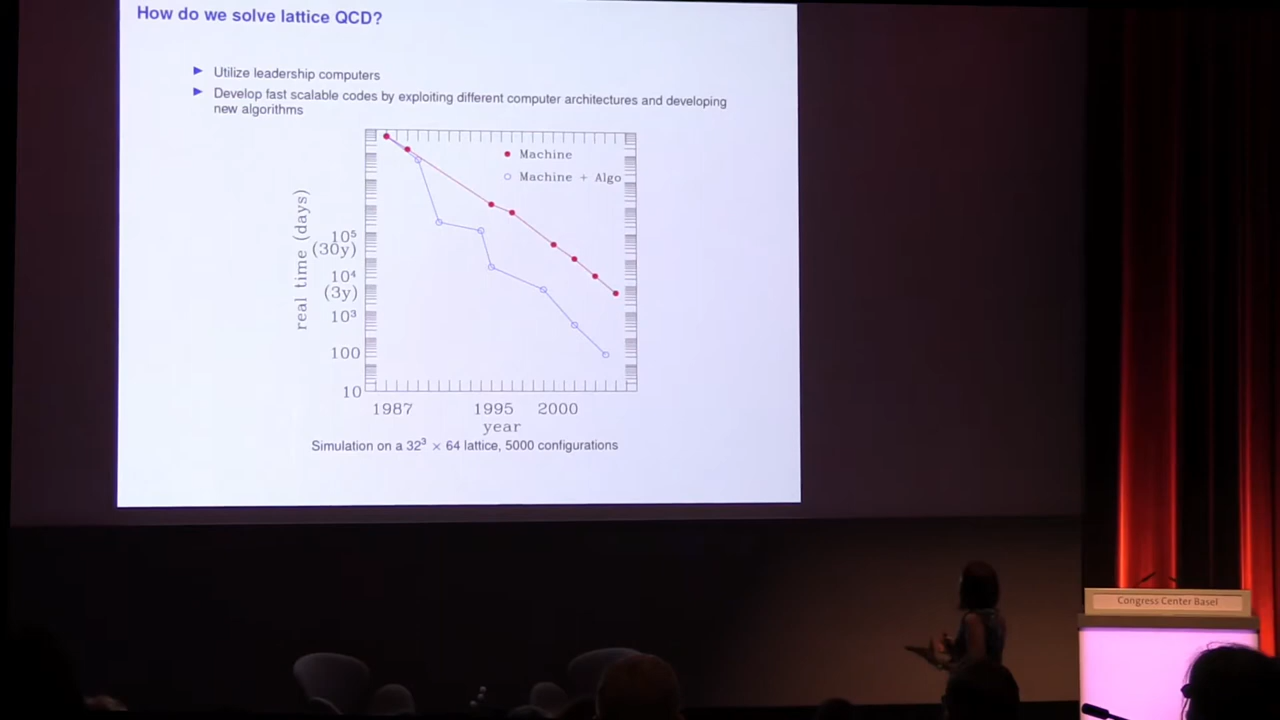 How do we solve lattice QCD?
▶ Utilize leadership computers
▶ Develop fast scalable codes by exploiting different computer architectures and developing
new algorithms
Machine
Machine + Algo
real time (days)
10⁵
(30y)
10⁴
(3y)
10³
100
10
1987 1995 2000
year
Simulation on a 32³ × 64 lattice, 5000 configurations
Congress Center Basel